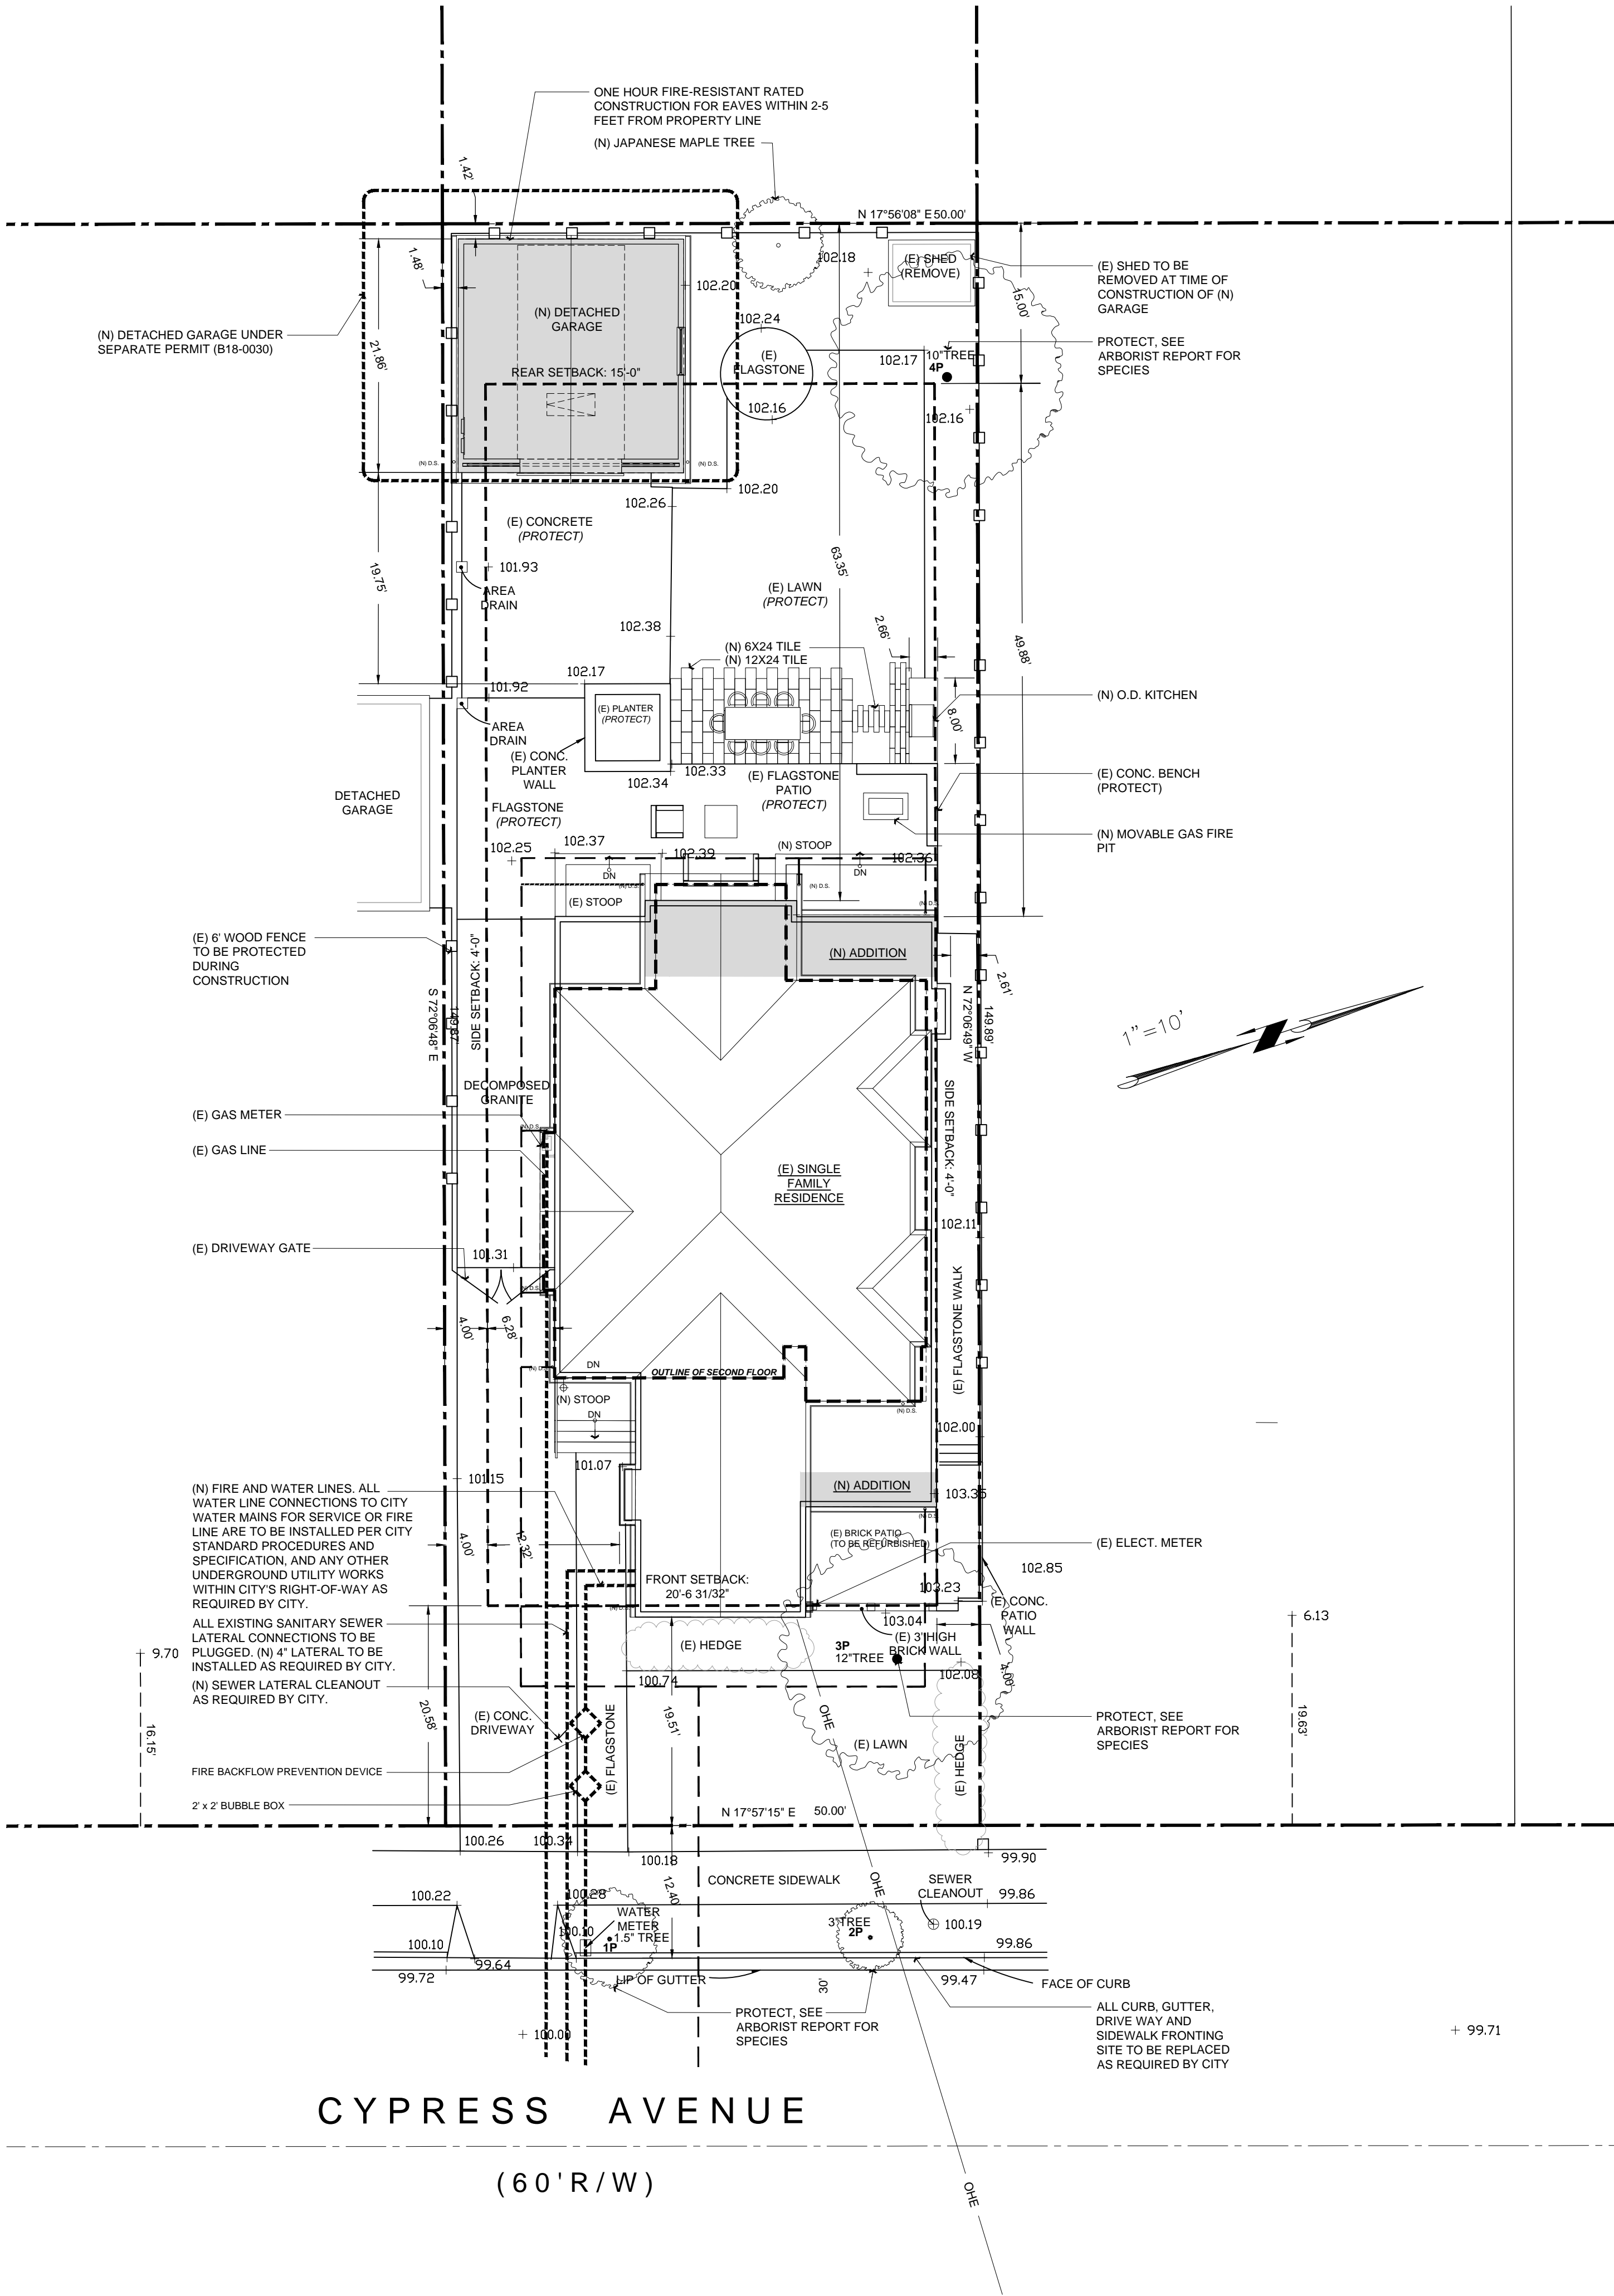 ONE HOUR FIRE-RESISTANT RATED
CONSTRUCTION FOR EAVES WITHIN 2-5
FEET FROM PROPERTY LINE
(N) JAPANESE MAPLE TREE
1.42'
N 17°56'08" E 50.00'
1.48'
102.18
(E) SHED
(REMOVE)
(E) SHED TO BE
REMOVED AT TIME OF
CONSTRUCTION OF (N)
GARAGE
102.20
15.00'
(N) DETACHED
GARAGE
102.24
(N) DETACHED GARAGE UNDER
SEPARATE PERMIT (B18-0030)
21.86'
(E)
FLAGSTONE
102.17
10"TREE
4P
PROTECT, SEE
ARBORIST REPORT FOR
SPECIES
REAR SETBACK: 15'-0"
102.16
102.16
(N) D.S.
(N) D.S.
102.20
102.26
(E) CONCRETE
(PROTECT)
63.35'
19.75'
101.93
AREA
DRAIN
(E) LAWN
(PROTECT)
102.38
2.66'
49.88'
(N) 6X24 TILE
(N) 12X24 TILE
102.17
101.92
(N) O.D. KITCHEN
(E) PLANTER
(PROTECT)
8.00'
AREA
DRAIN
(E) CONC.
PLANTER
WALL
102.33
102.34
(E) FLAGSTONE
PATIO
(PROTECT)
(E) CONC. BENCH
(PROTECT)
DETACHED
GARAGE
FLAGSTONE
(PROTECT)
(N) MOVABLE GAS FIRE
PIT
102.37
102.25
102.39
(N) STOOP
102.36
DN
DN
(N) D.S.
(N) D.S.
(N) D.S.
(E) STOOP
(E) 6' WOOD FENCE
TO BE PROTECTED
DURING
CONSTRUCTION
SIDE SETBACK: 4'-0"
(N) ADDITION
2.61'
S 72°06'48" E
149.87'
N 72°06'49" W
149.89'
1"=10'
DECOMPOSED
GRANITE
(E) GAS METER
(N) D.S.
(E) GAS LINE
SIDE SETBACK: 4'-0"
(E) SINGLE
FAMILY
RESIDENCE
102.11
(E) DRIVEWAY GATE
101.31
(N) D.S.
(E) FLAGSTONE WALK
4.00'
6.28'
(N) D.S.
DN
OUTLINE OF SECOND FLOOR
(N) STOOP
DN
(N) D.S.
102.00
101.07
101.15
(N) ADDITION
103.35
(N) FIRE AND WATER LINES. ALL
WATER LINE CONNECTIONS TO CITY
WATER MAINS FOR SERVICE OR FIRE
LINE ARE TO BE INSTALLED PER CITY
STANDARD PROCEDURES AND
SPECIFICATION, AND ANY OTHER
UNDERGROUND UTILITY WORKS
WITHIN CITY'S RIGHT-OF-WAY AS
REQUIRED BY CITY.
(N) D.S.
4.00'
12.32'
(E) BRICK PATIO
(TO BE REFURBISHED)
(E) ELECT. METER
102.85
FRONT SETBACK:
20'-6 31/32"
103.23
(E) CONC.
PATIO
WALL
(N) D.S.
103.04
6.13
ALL EXISTING SANITARY SEWER
LATERAL CONNECTIONS TO BE
PLUGGED. (N) 4" LATERAL TO BE
INSTALLED AS REQUIRED BY CITY.
(E) HEDGE
3P
12"TREE
(E) 3' HIGH
BRICK WALL
9.70
102.08
4.00'
100.74
(N) SEWER LATERAL CLEANOUT
AS REQUIRED BY CITY.
20.58'
(E) CONC.
DRIVEWAY
19.51'
OHE
PROTECT, SEE
ARBORIST REPORT FOR
SPECIES
19.63'
16.15'
(E) FLAGSTONE
(E) LAWN
(E) HEDGE
FIRE BACKFLOW PREVENTION DEVICE
2' x 2' BUBBLE BOX
N 17°57'15" E 50.00'
100.26
100.34
100.18
99.90
12.40
CONCRETE SIDEWALK
OHE
SEWER
CLEANOUT
100.22
100.28
99.86
WATER
METER
1.5" TREE
1P
100.10
3"TREE
2P
100.19
100.10
99.86
99.64
99.72
LIP OF GUTTER
30'
99.47
FACE OF CURB
PROTECT, SEE
ARBORIST REPORT FOR
SPECIES
ALL CURB, GUTTER,
DRIVE WAY AND
SIDEWALK FRONTING
SITE TO BE REPLACED
AS REQUIRED BY CITY
100.00
99.71
CYPRESS AVENUE
(60'R/W)
OHE